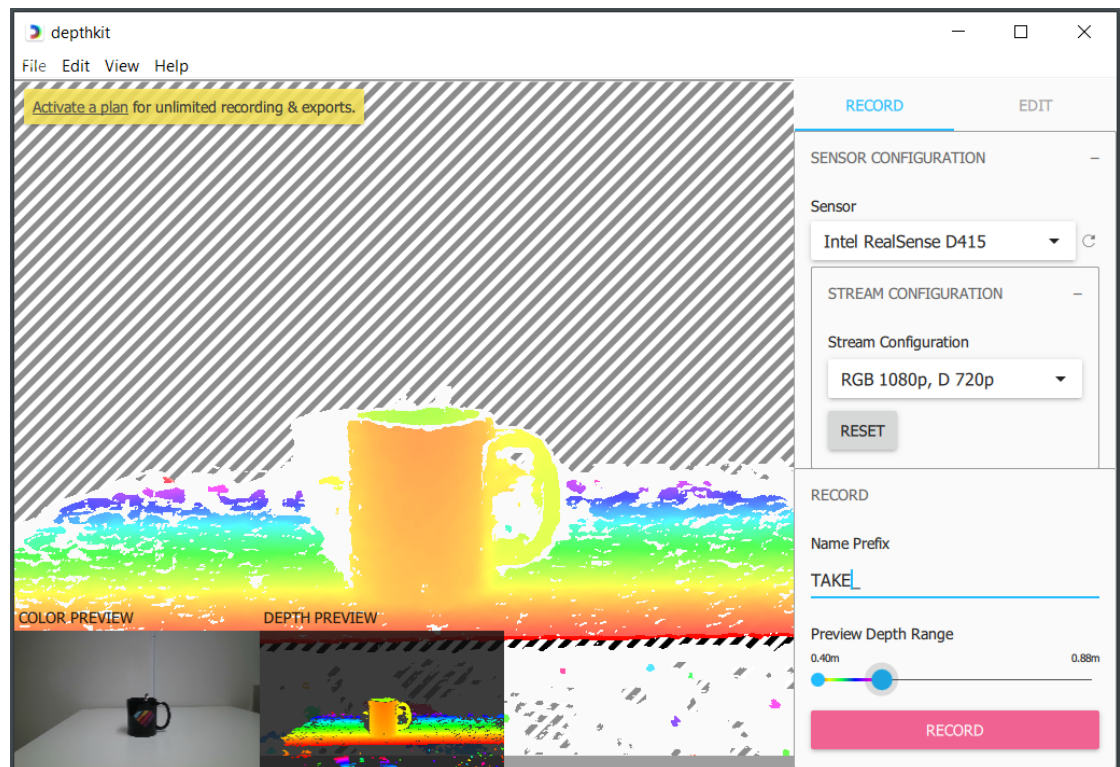 depthkit
File Edit View Help
Activate a plan for unlimited recording & exports.
RECORD EDIT
SENSOR CONFIGURATION
Sensor
Intel RealSense D415
STREAM CONFIGURATION
Stream Configuration
RGB 1080p, D 720p
RESET
RECORD
Name Prefix
TAKE_
Preview Depth Range
0.40m 0.88m
RECORD
COLOR PREVIEW DEPTH PREVIEW